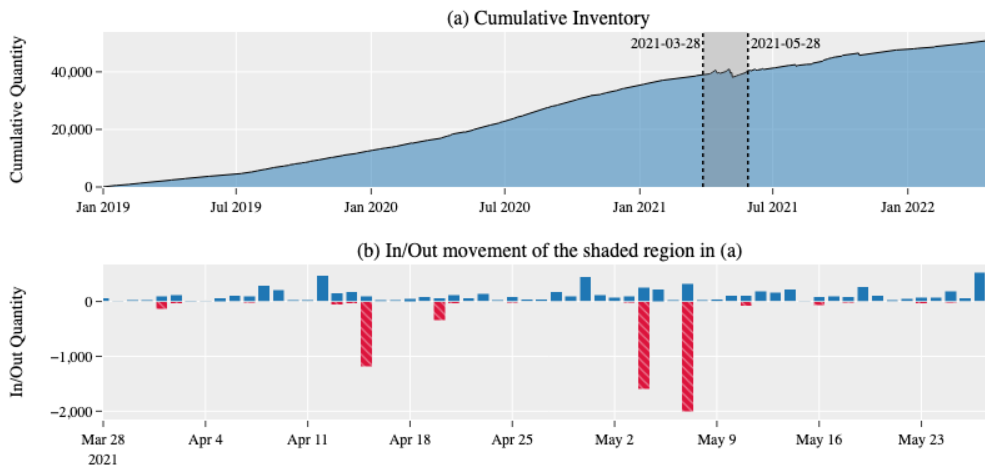 (a) Cumulative Inventory
Cumulative Quantity
2021-03-28
2021-05-28
40,000
20,000
0
Jan 2019
Jul 2019
Jan 2020
Jul 2020
Jan 2021
Jul 2021
Jan 2022
(b) In/Out movement of the shaded region in (a)
In/Out Quantity
0
−1,000
−2,000
Mar 28
2021
Apr 4
Apr 11
Apr 18
Apr 25
May 2
May 9
May 16
May 23